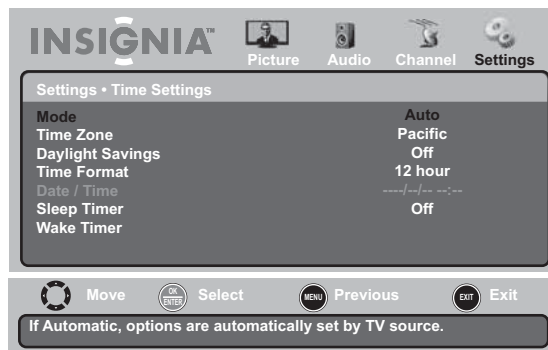 INSIGNIA™
Picture Audio Channel Settings
Settings • Time Settings
Mode Auto
Time Zone Pacific
Daylight Savings Off
Time Format 12 hour
Date / Time ----/--/-- --:--
Sleep Timer Off
Wake Timer
Move OK ENTER Select MENU Previous EXIT Exit
If Automatic, options are automatically set by TV source.